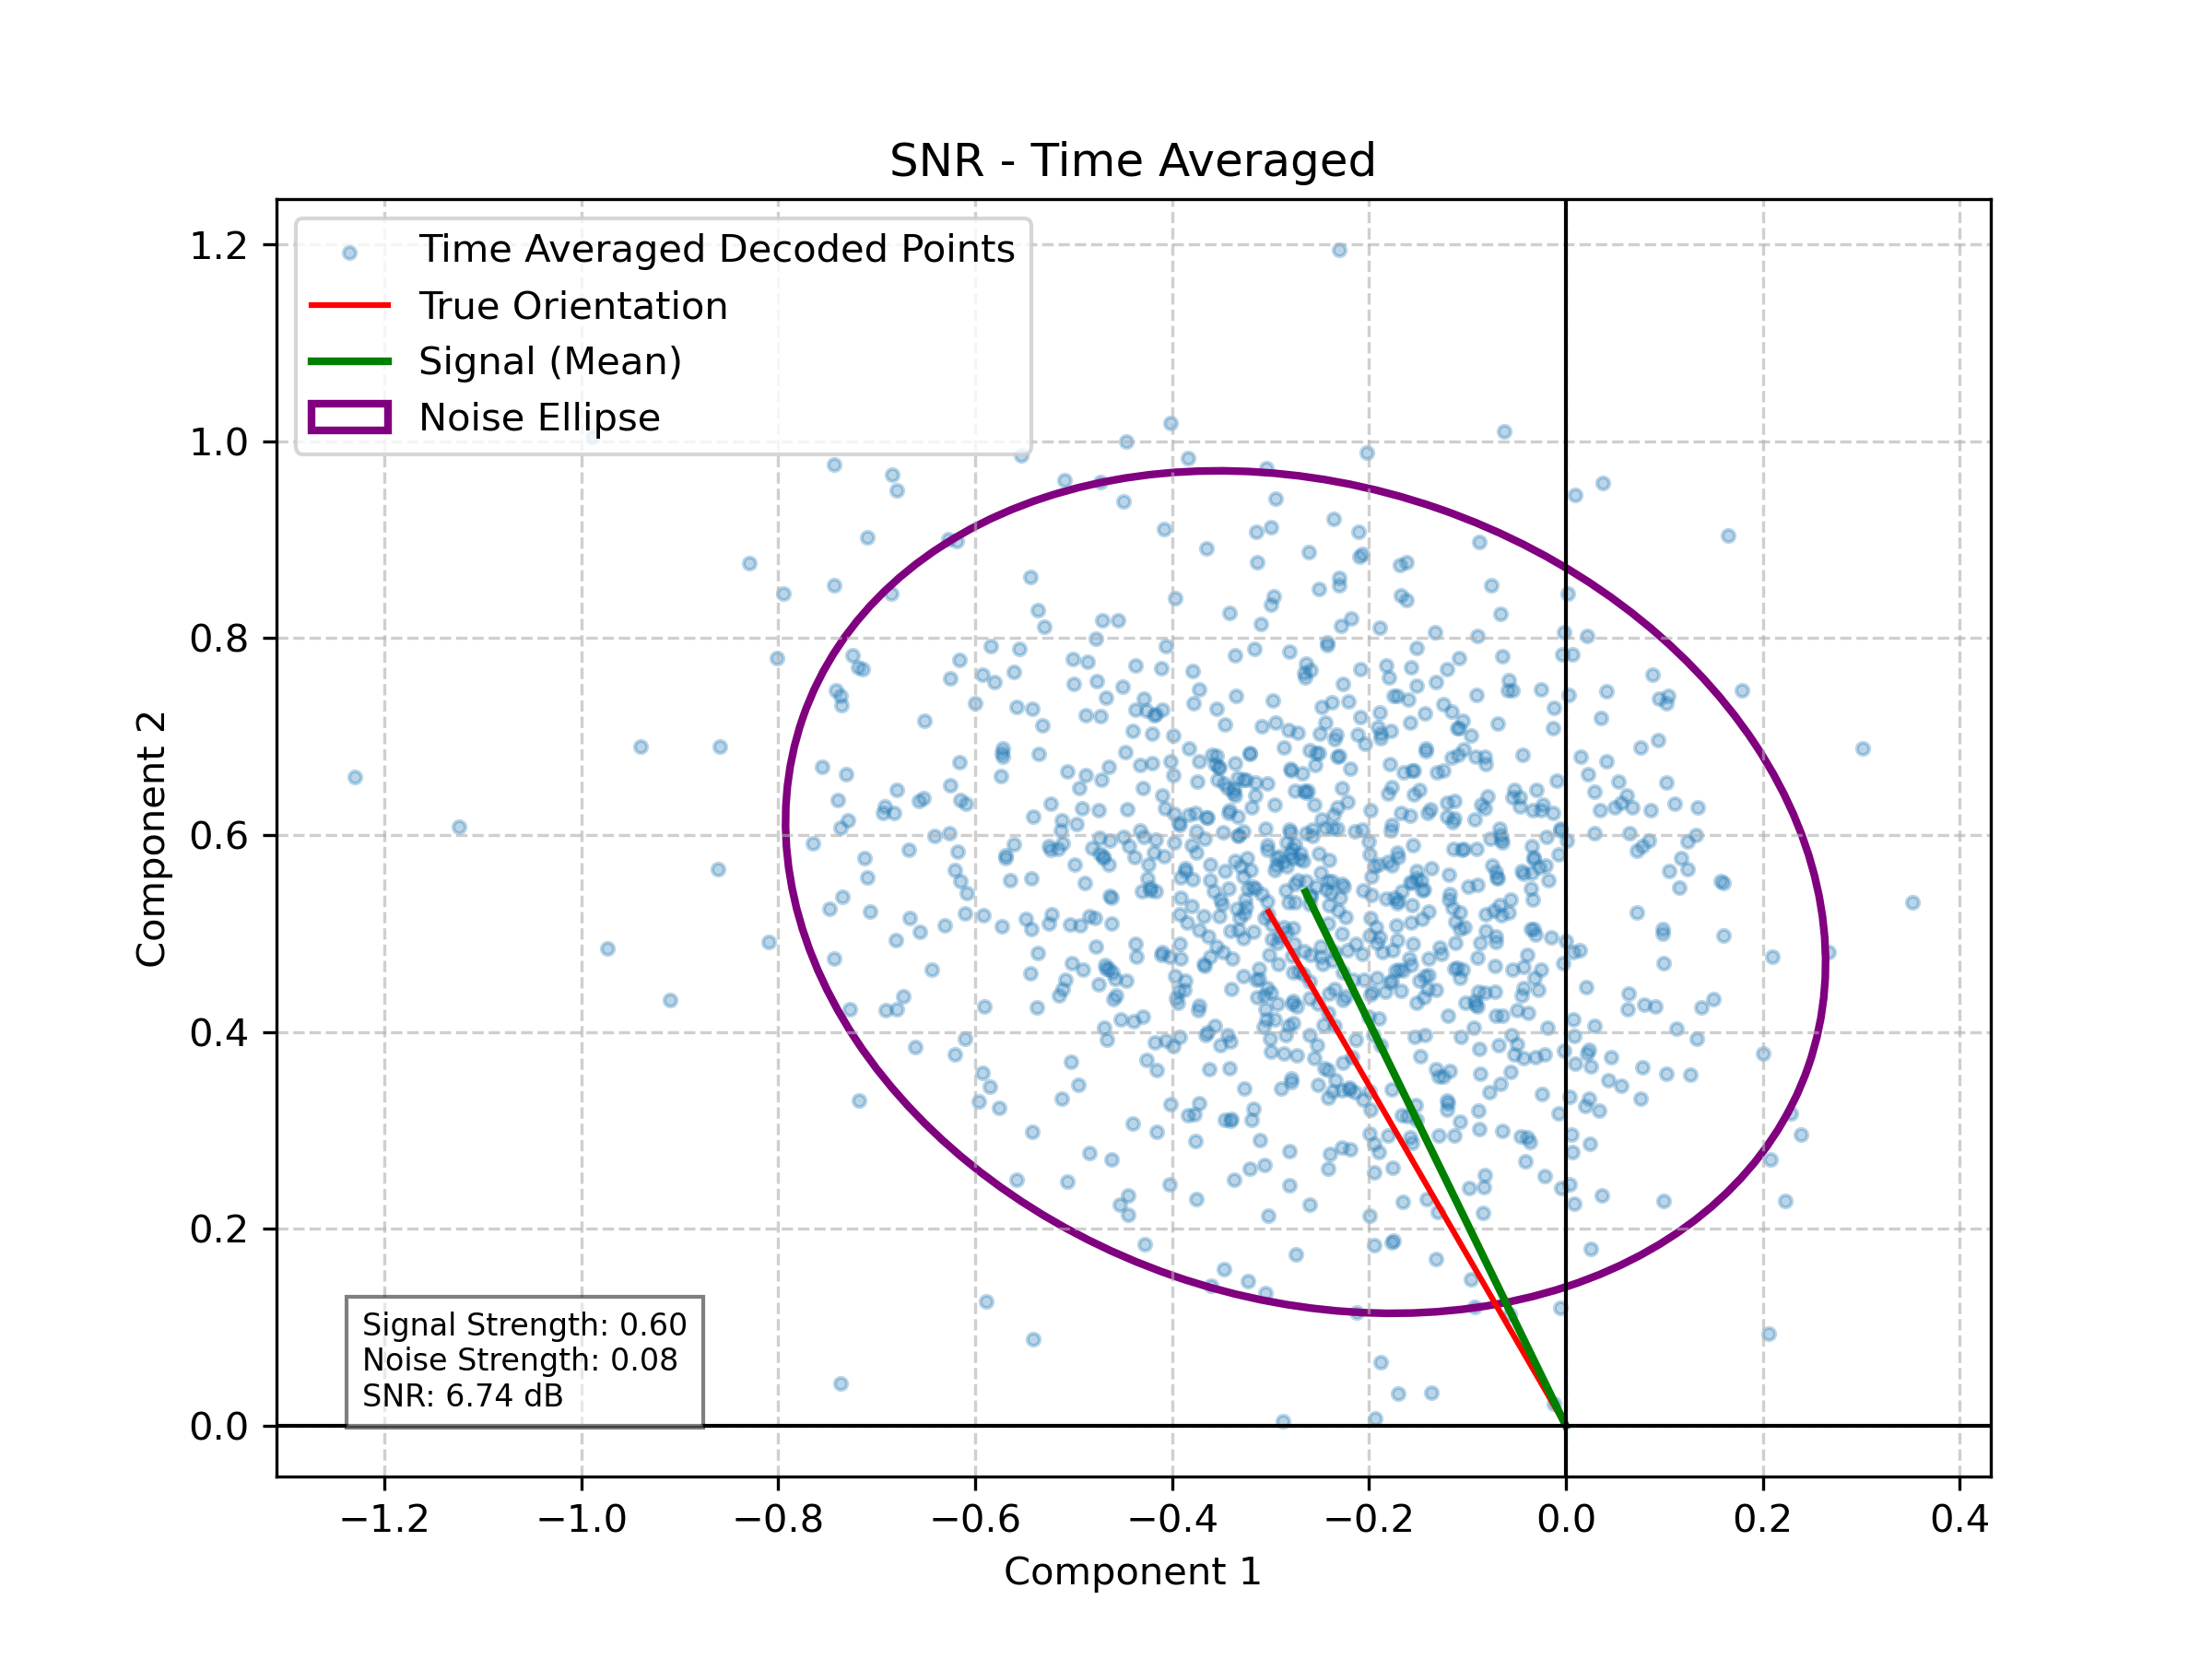 SNR - Time Averaged
Time Averaged Decoded Points
True Orientation
Signal (Mean)
Noise Ellipse
1.2
1.0
0.8
0.6
0.4
0.2
0.0
Component 2
Signal Strength: 0.60
Noise Strength: 0.08
SNR: 6.74 dB
−1.2 −1.0 −0.8 −0.6 −0.4 −0.2 0.0 0.2 0.4
Component 1